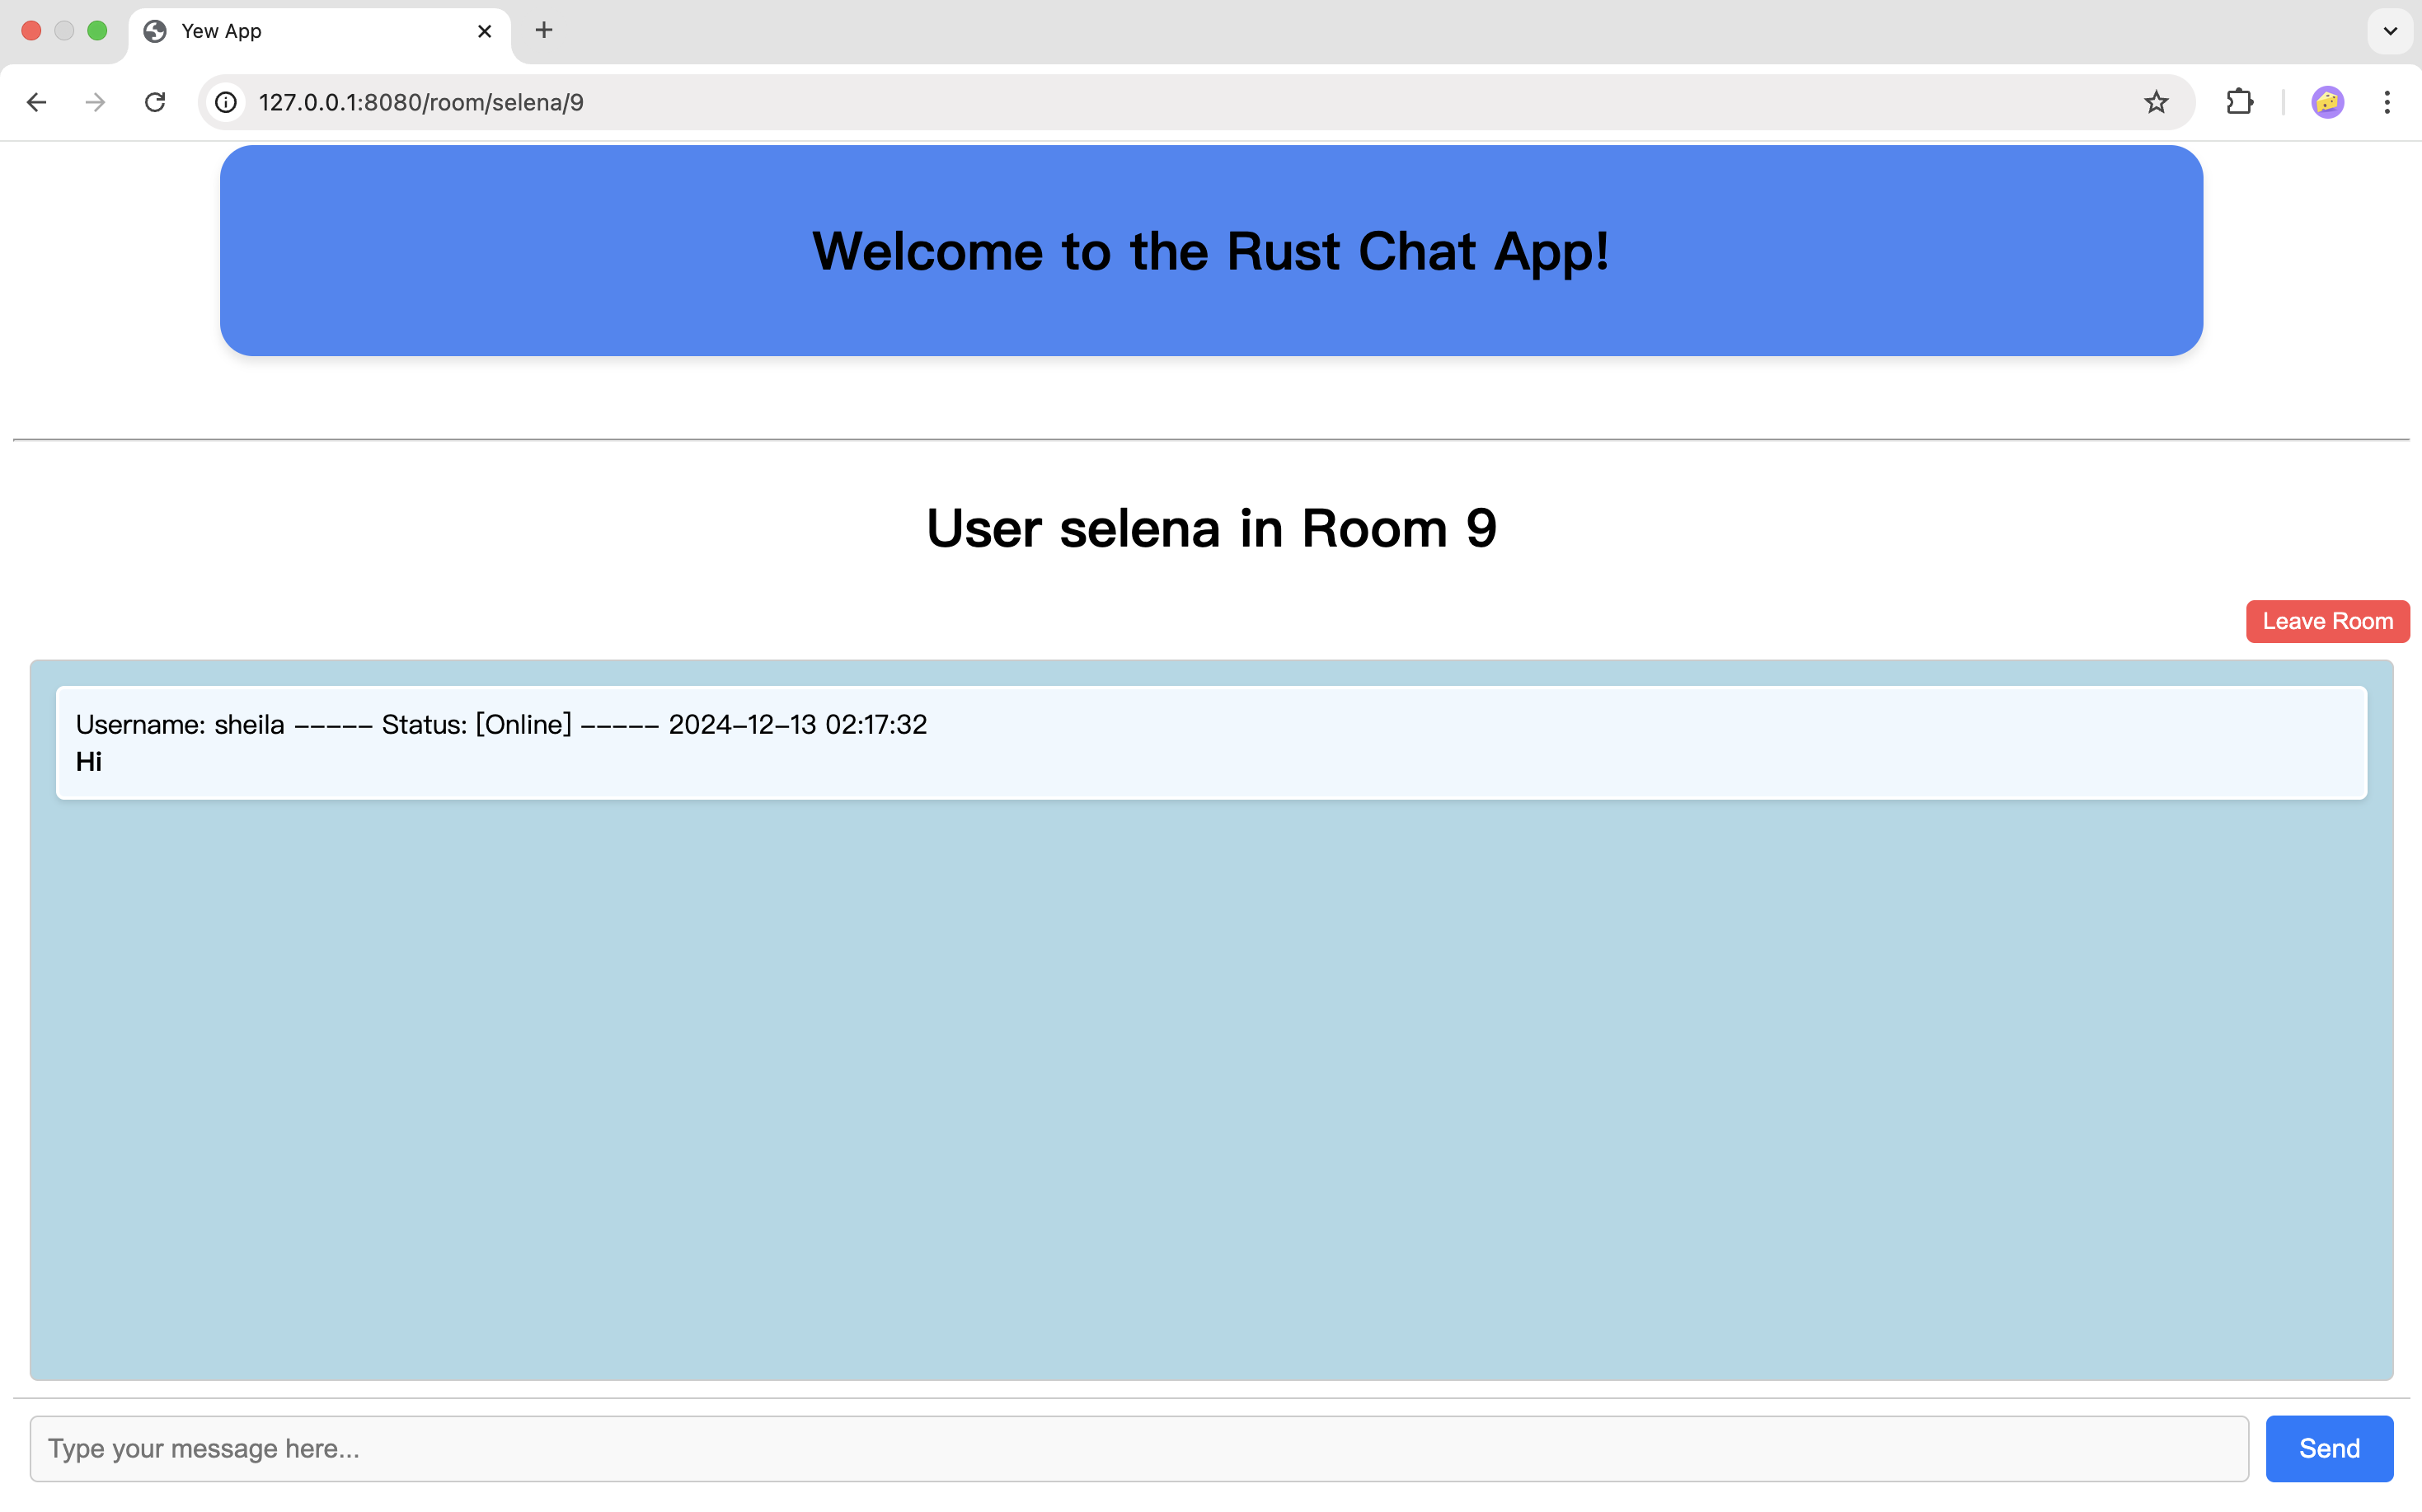 Yew App
127.0.0.1:8080/room/selena/9
Welcome to the Rust Chat App!
User selena in Room 9
Leave Room
Username: sheila ----- Status: [Online] ----- 2024-12-13 02:17:32
Hi
Type your message here...
Send